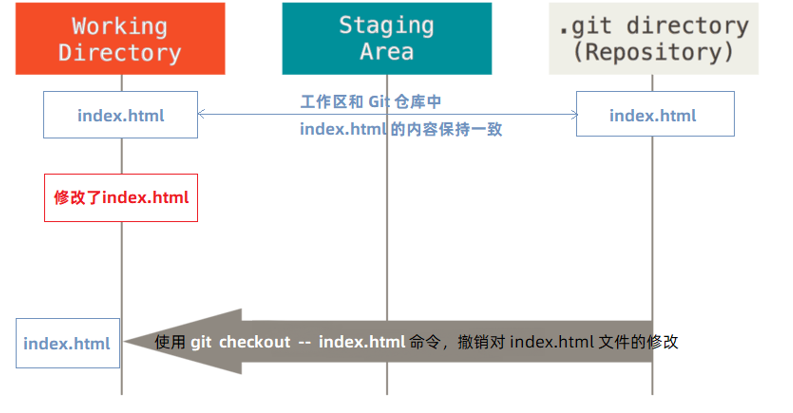 Working
Directory
Staging
Area
.git directory
(Repository)
index.html
工作区和 Git 仓库中
index.html 的内容保持一致
index.html
修改了index.html
index.html
使用 git checkout -- index.html 命令，撤销对 index.html 文件的修改